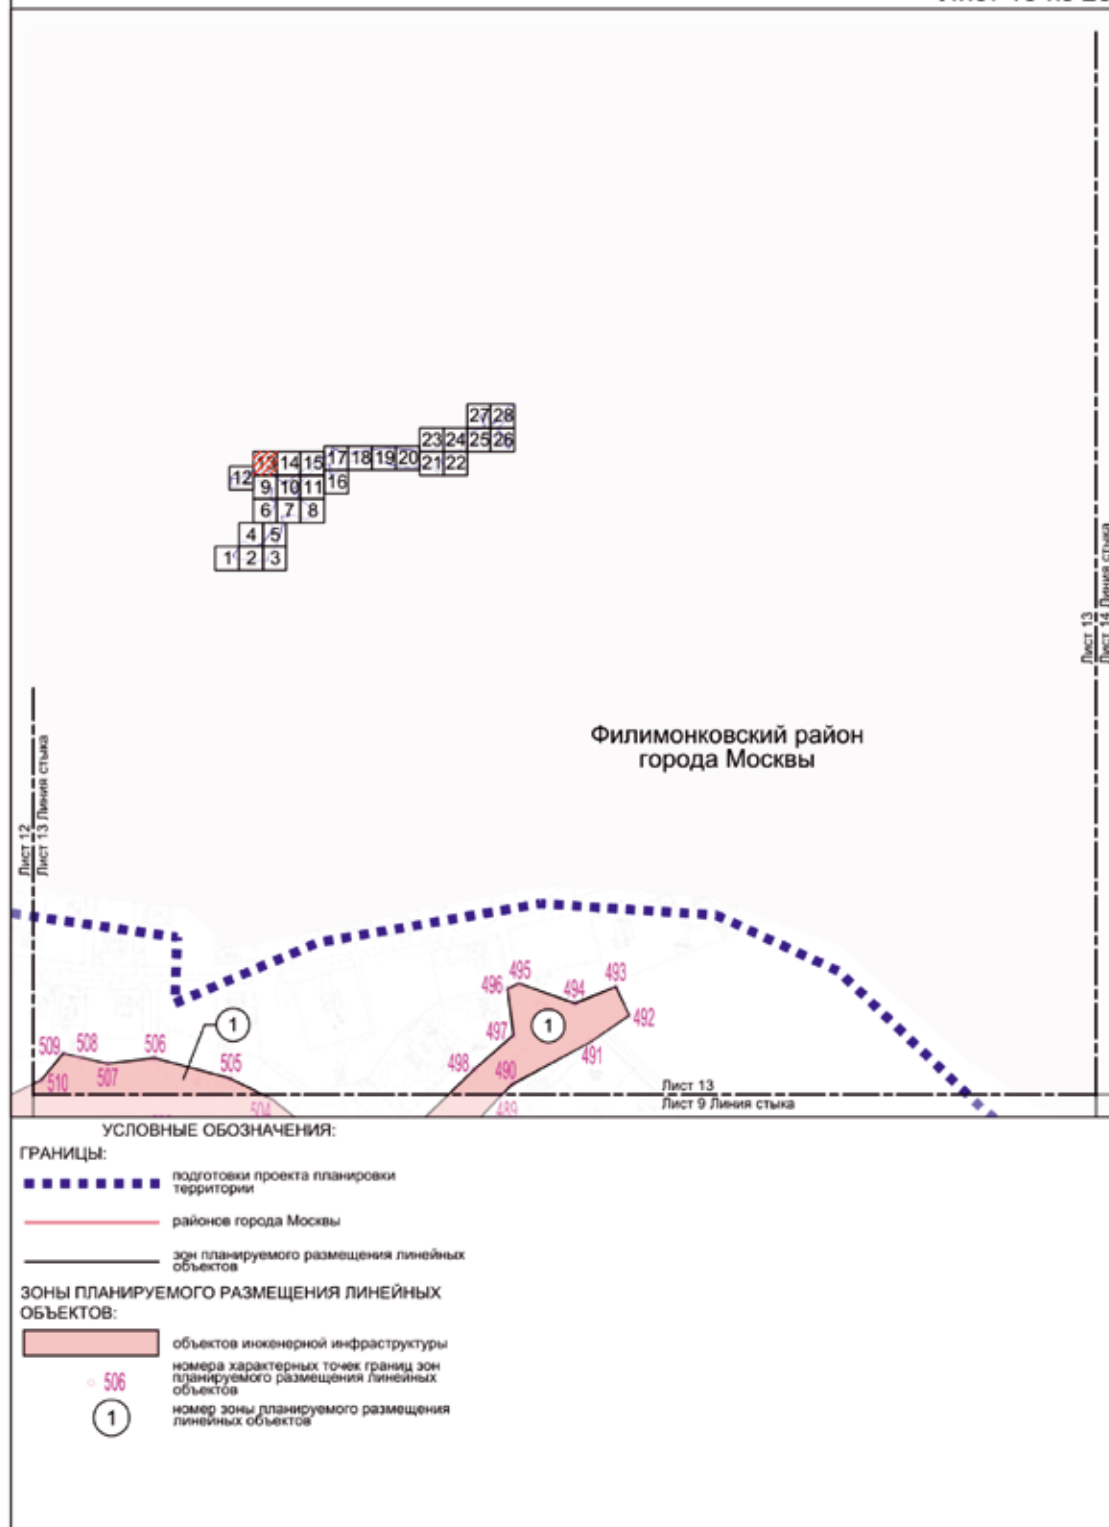 27 28
23 24 25 26
17 18 19 20 21 22
13 14 15
12
9 10 11 16
6 7 8
4 5
1 2 3
Лист 13
Лист 14 Линия стыка
Филимонковский район
города Москвы
Лист 12
Лист 13 Линия стыка
495
493
496
494
492
1
1
497
509 508 506
491
498
505
507
510
490
504
489
Лист 13
Лист 9 Линия стыка
УСЛОВНЫЕ ОБОЗНАЧЕНИЯ:
ГРАНИЦЫ:
подготовки проекта планировки
территории
районов города Москвы
зон планируемого размещения линейных
объектов
ЗОНЫ ПЛАНИРУЕМОГО РАЗМЕЩЕНИЯ ЛИНЕЙНЫХ
ОБЪЕКТОВ:
объектов инженерной инфраструктуры
номера характерных точек границ зон
планируемого размещения линейных
объектов
506
номер зоны планируемого размещения
линейных объектов
1